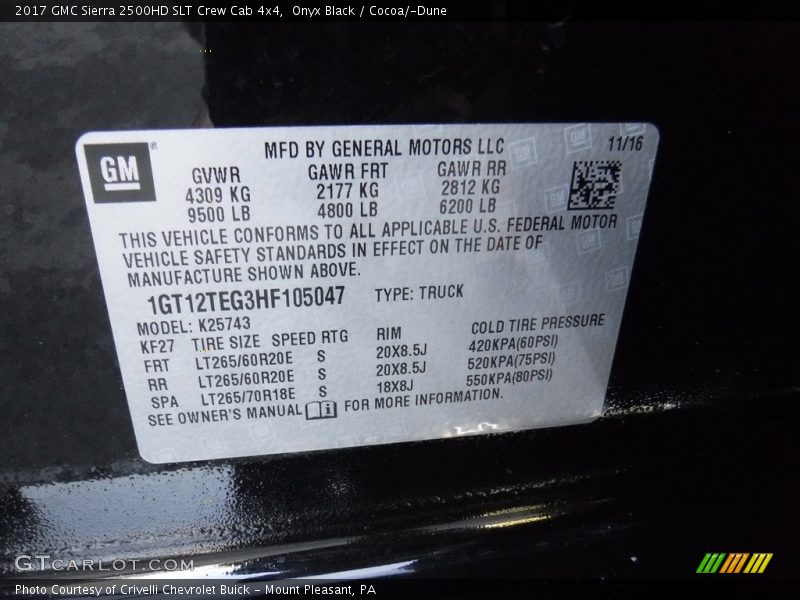 2017 GMC Sierra 2500HD SLT Crew Cab 4x4,  Onyx Black / Cocoa/-Dune
GM
®
MFD BY GENERAL MOTORS LLC
11/16
GVWR GAWR FRT GAWR RR
4309 KG 2177 KG 2812 KG
9500 LB 4800 LB 6200 LB
THIS VEHICLE CONFORMS TO ALL APPLICABLE U.S. FEDERAL MOTOR
VEHICLE SAFETY STANDARDS IN EFFECT ON THE DATE OF
MANUFACTURE SHOWN ABOVE.
1GT12TEG3HF105047 TYPE: TRUCK
MODEL: K25743
KF27 TIRE SIZE SPEED RTG RIM COLD TIRE PRESSURE
FRT LT265/60R20E S 20X8.5J 420KPA(60PSI)
RR LT265/60R20E S 20X8.5J 520KPA(75PSI)
SPA LT265/70R18E S 18X8J 550KPA(80PSI)
SEE OWNER'S MANUAL FOR MORE INFORMATION.
GTCARLOT.COM
Photo Courtesy of Crivelli Chevrolet Buick - Mount Pleasant, PA